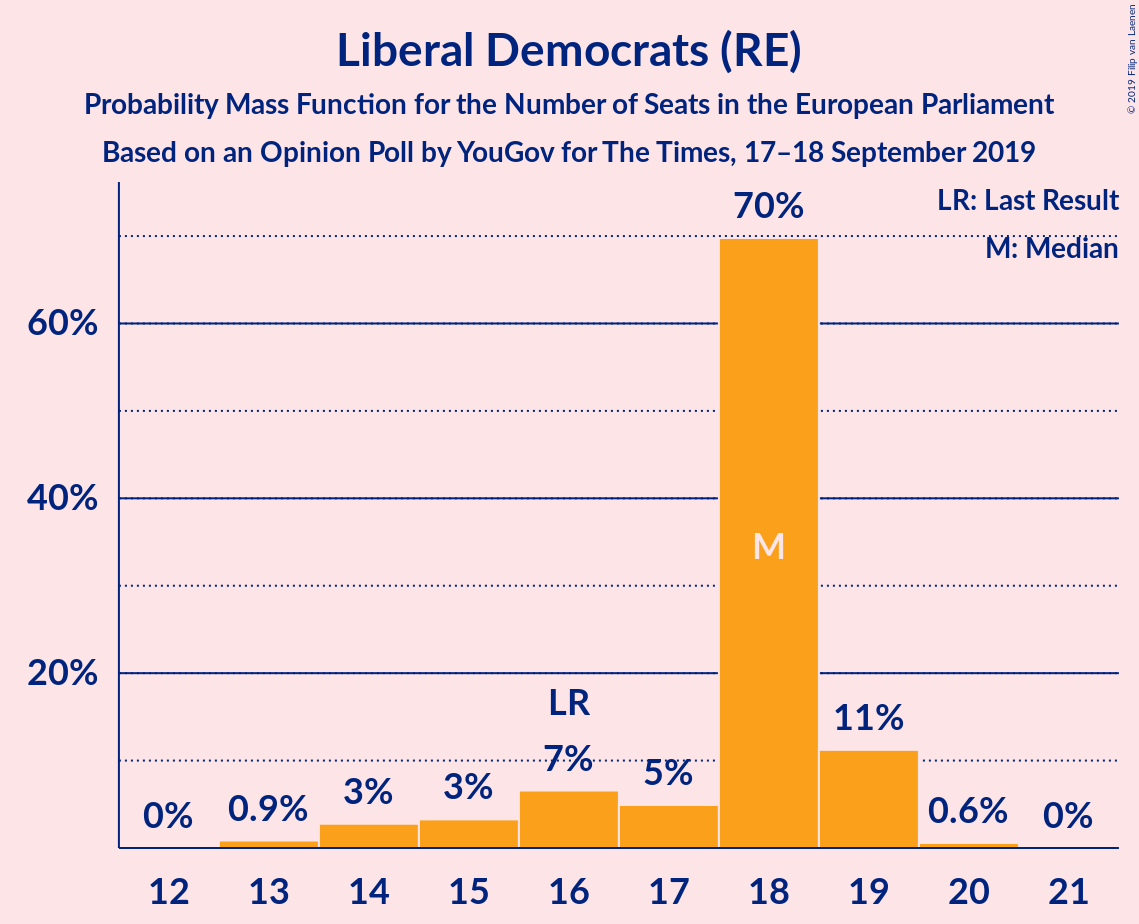 Liberal Democrats (RE)
Probability Mass Function for the Number of Seats in the European Parliament
Based on an Opinion Poll by YouGov for The Times, 17–18 September 2019
© 2019 Filip van Laenen
LR: Last Result
M: Median
70%
60%
40%
M
20%
LR
11%
7%
5%
3%
3%
0%
0.9%
0.6%
0%
12 13 14 15 16 17 18 19 20 21